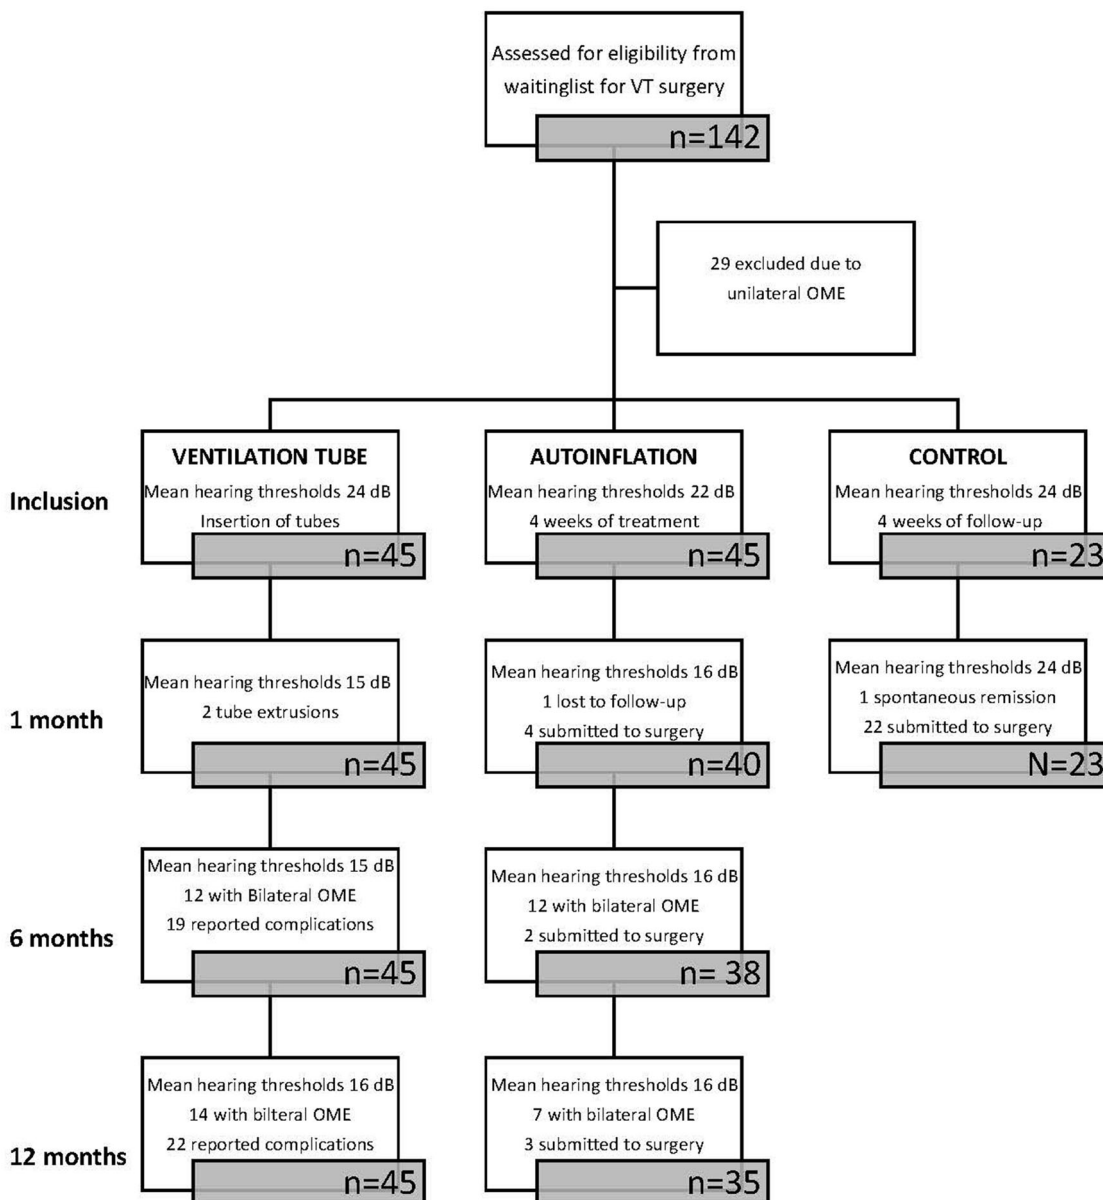 Assessed for eligibility from
waitinglist for VT surgery
n=142
29 excluded due to
unilateral OME
Inclusion
VENTILATION TUBE
Mean hearing thresholds 24 dB
Insertion of tubes
n=45
AUTOINFLATION
Mean hearing thresholds 22 dB
4 weeks of treatment
n=45
CONTROL
Mean hearing thresholds 24 dB
4 weeks of follow-up
n=23
1 month
Mean hearing thresholds 15 dB
2 tube extrusions
n=45
Mean hearing thresholds 16 dB
1 lost to follow-up
4 submitted to surgery
n=40
Mean hearing thresholds 24 dB
1 spontaneous remission
22 submitted to surgery
N=23
6 months
Mean hearing thresholds 15 dB
12 with Bilateral OME
19 reported complications
n=45
Mean hearing thresholds 16 dB
12 with bilateral OME
2 submitted to surgery
n= 38
12 months
Mean hearing thresholds 16 dB
14 with bilteral OME
22 reported complications
n=45
Mean hearing thresholds 16 dB
7 with bilateral OME
3 submitted to surgery
n=35